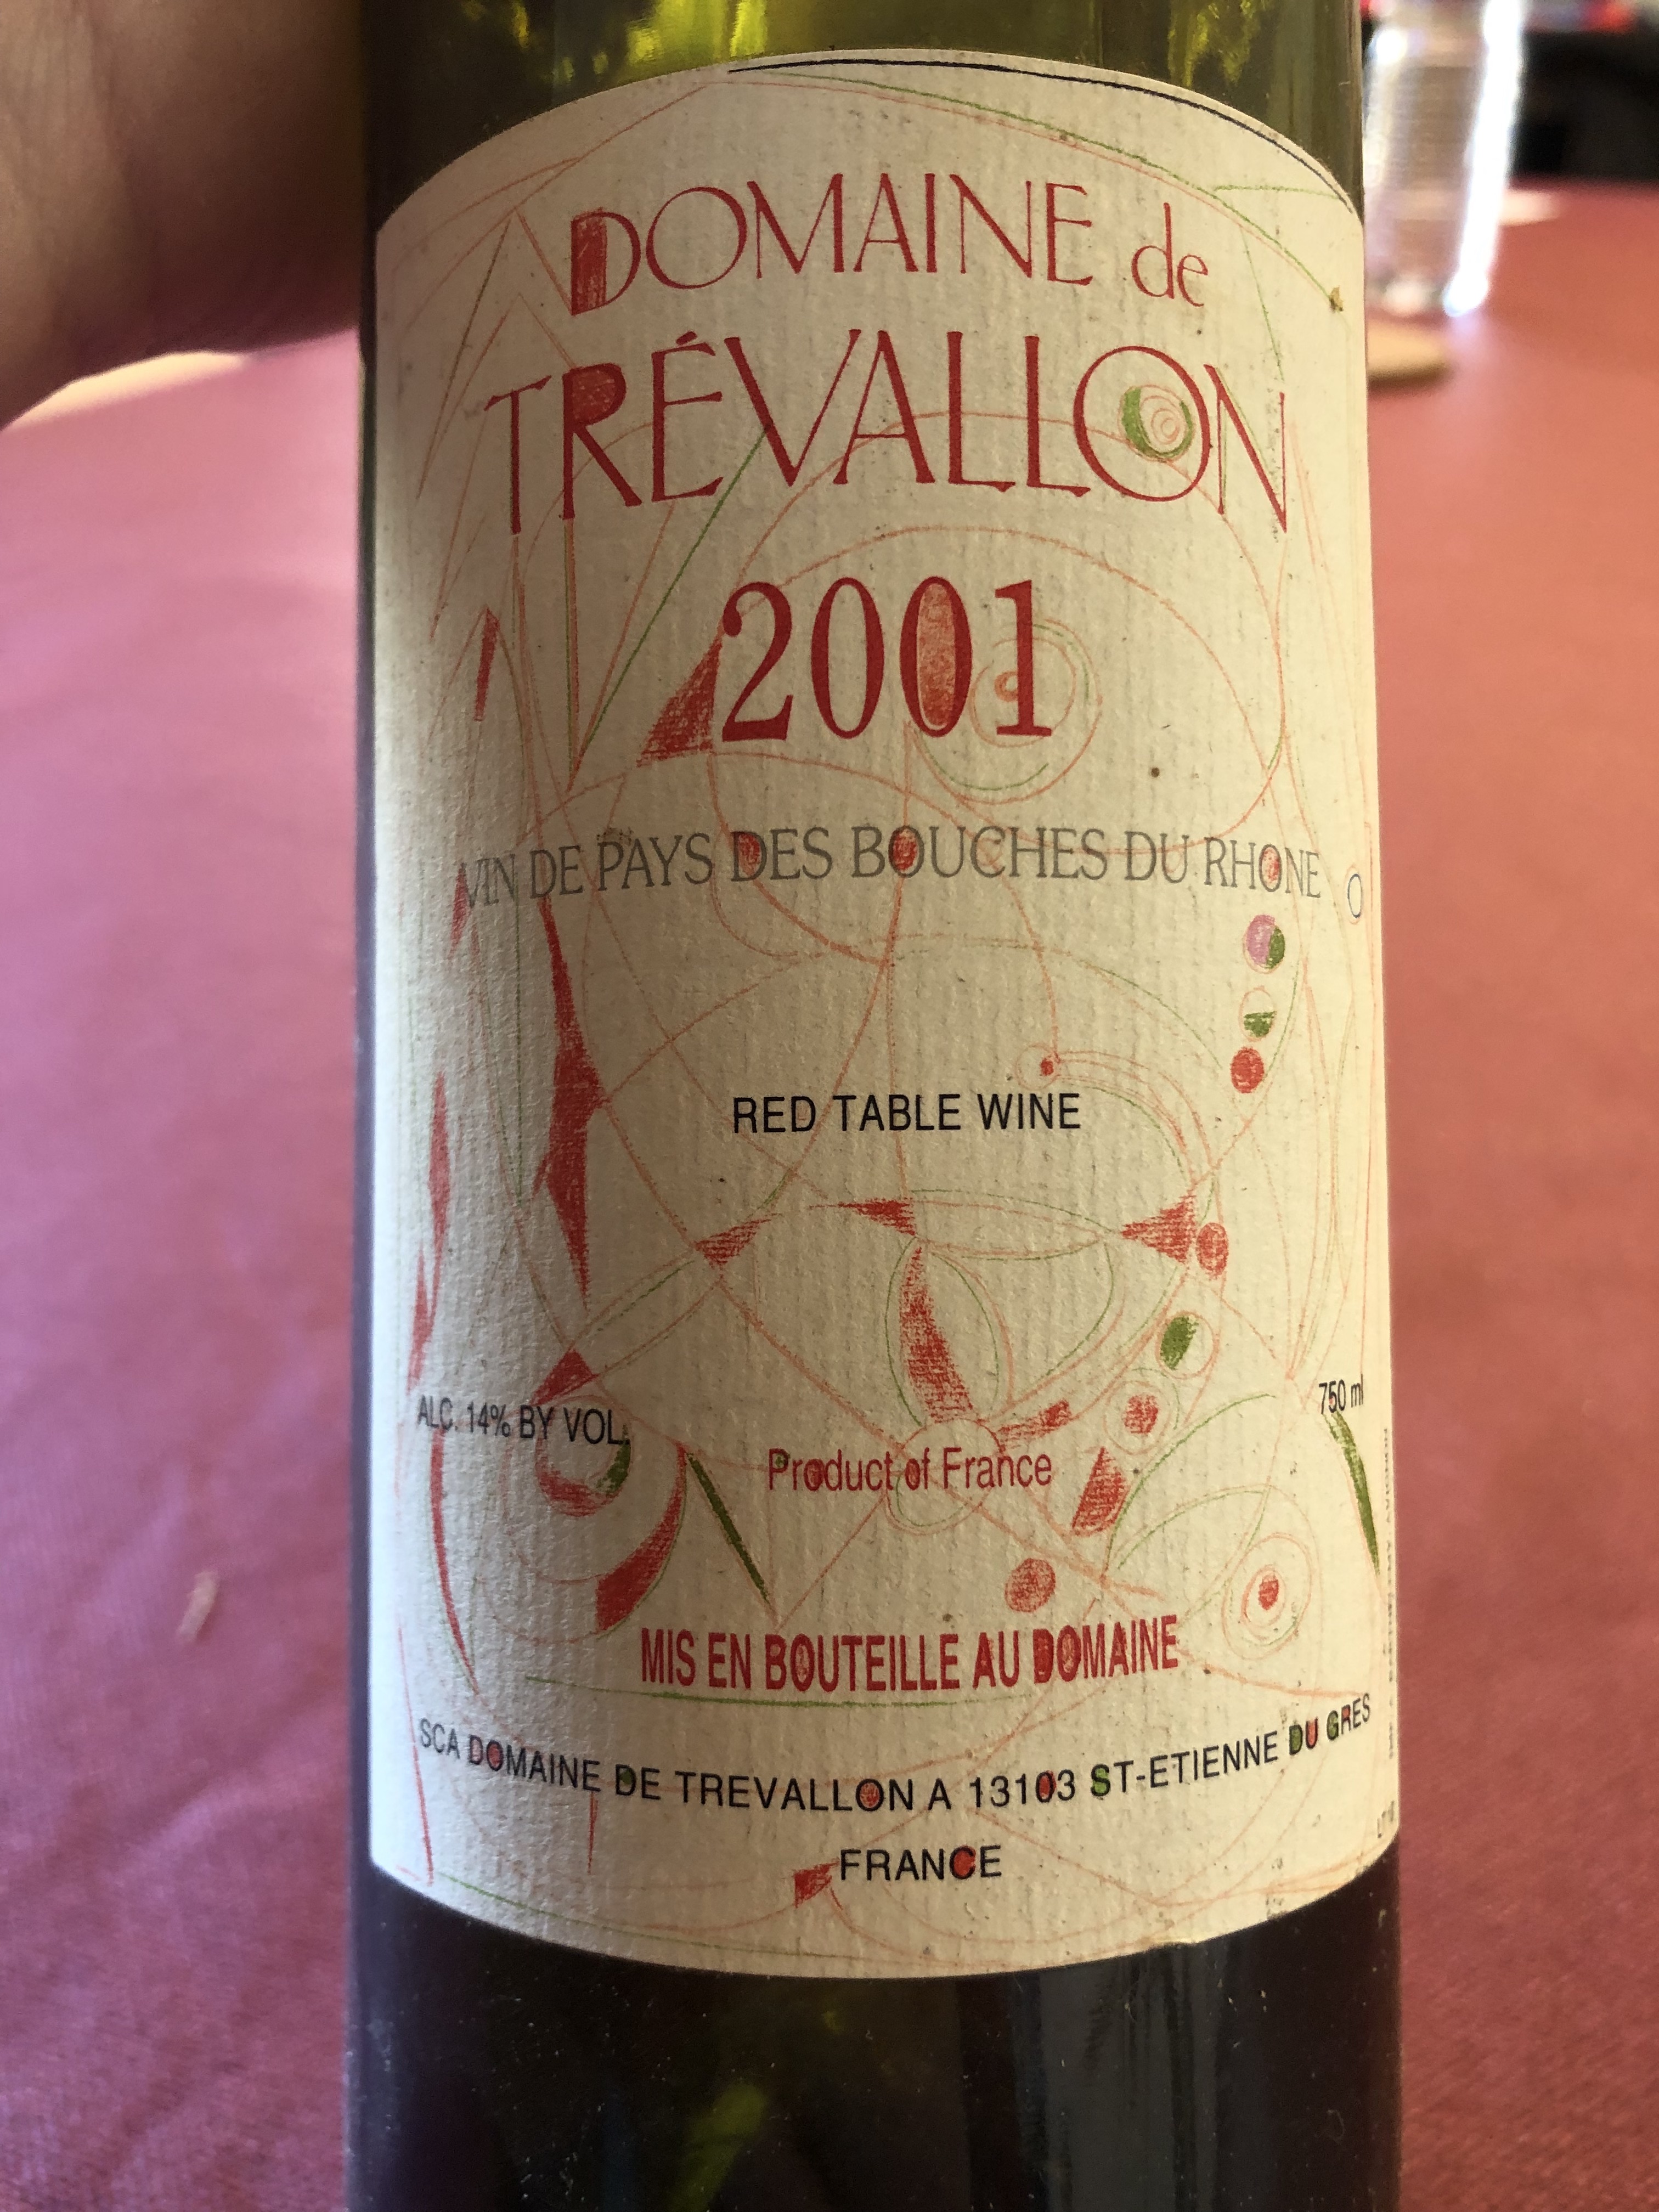 DOMAINE de
TRÉVALLON
2001
VIN DE PAYS DES BOUCHES DU RHONE
RED TABLE WINE
ALC. 14% BY VOL.
750 ml
Product of France
MIS EN BOUTEILLE AU DOMAINE
SCA DOMAINE DE TREVALLON A 13103 ST-ETIENNE DU GRES
FRANCE